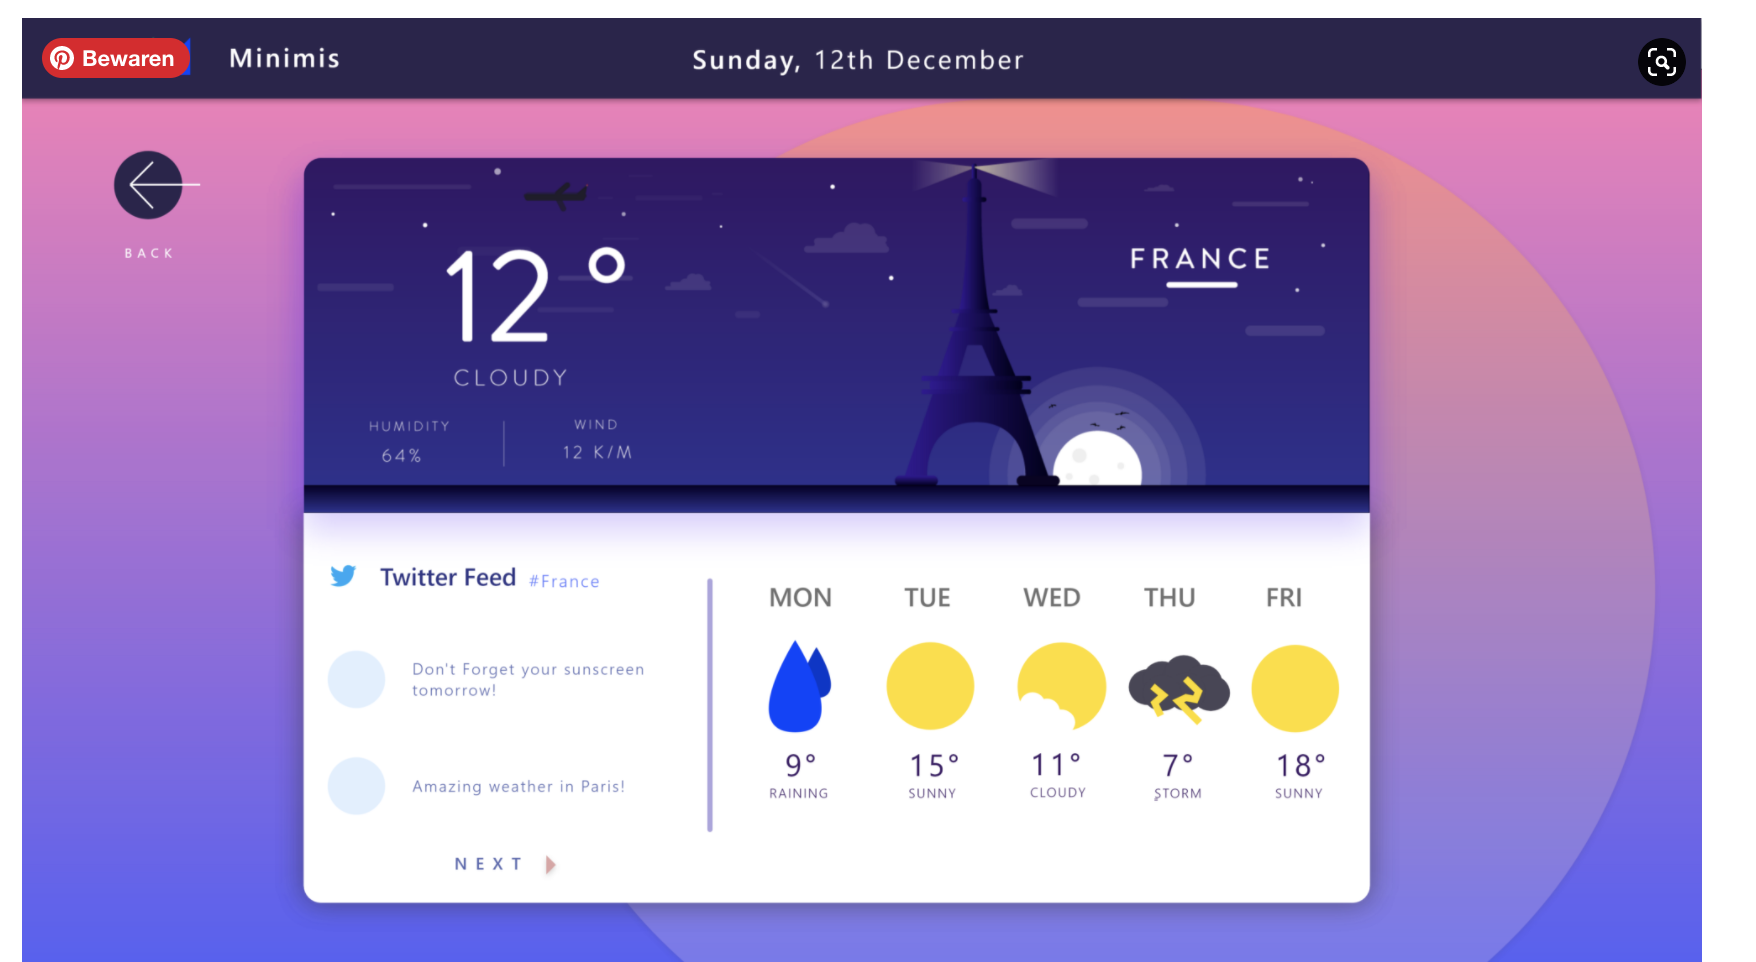 Bewaren
Minimis
Sunday, 12th December
BACK
12°
CLOUDY
HUMIDITY
64%
WIND
12 K/M
FRANCE
Twitter Feed #France
Don't Forget your sunscreen
tomorrow!
Amazing weather in Paris!
NEXT
MON TUE WED THU FRI
9° 15° 11° 7° 18°
RAINING SUNNY CLOUDY STORM SUNNY